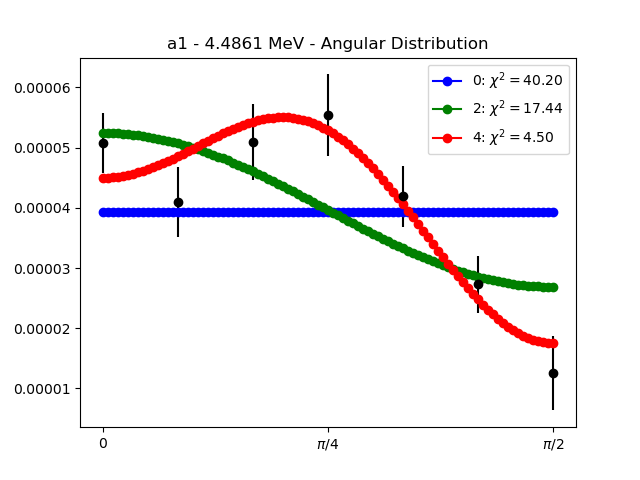 a1 - 4.4861 MeV - Angular Distribution
0.00006
0.00005
0.00004
0.00003
0.00002
0.00001
0: χ² = 40.20
2: χ² = 17.44
4: χ² = 4.50
0
π/4
π/2